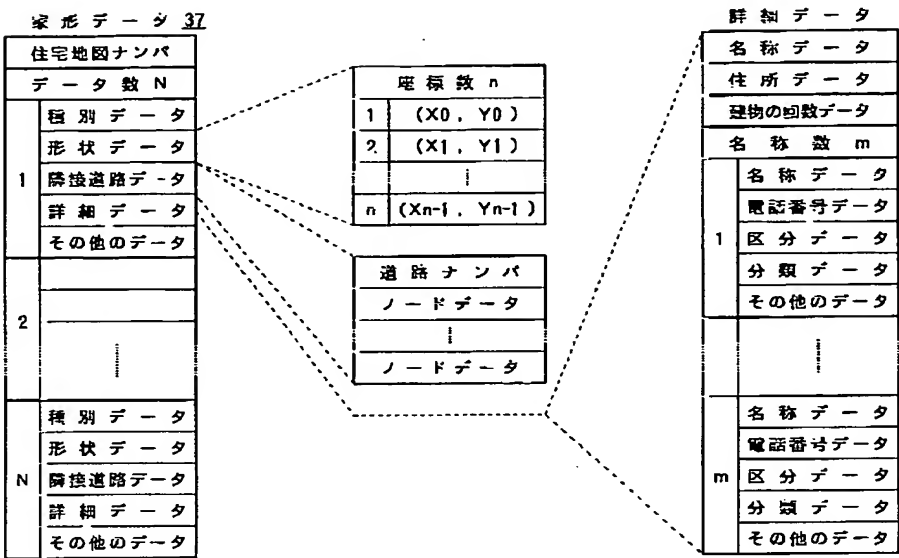 家形データ 37
住宅地図ナンバ
データ数N
1
種別データ
形状データ
隣接道路データ
詳細データ
その他のデータ
2
N
種別データ
形状データ
隣接道路データ
詳細データ
その他のデータ
座標数n
1 (X0, Y0)
2 (X1, Y1)
n (Xn-1, Yn-1)
道路ナンバ
ノードデータ
ノードデータ
詳細データ
名称データ
住所データ
建物の回数データ
名称数m
1
名称データ
電話番号データ
区分データ
分類データ
その他のデータ
m
名称データ
電話番号データ
区分データ
分類データ
その他のデータ